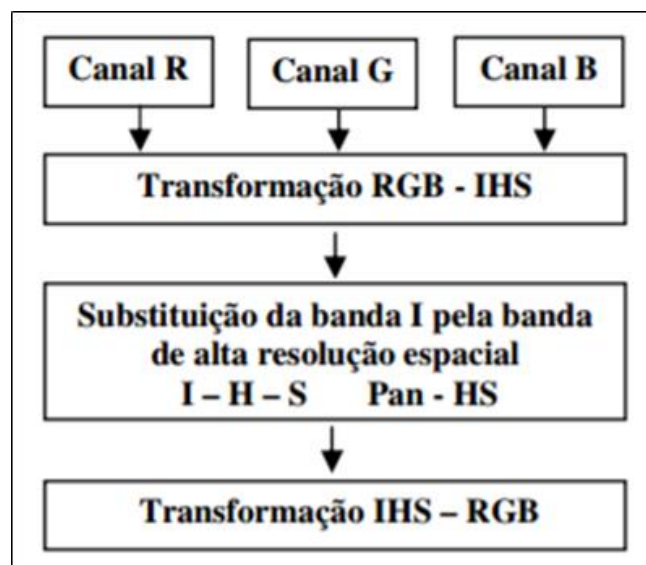 Canal R
Canal G
Canal B
Transformação RGB - IHS
Substituição da banda I pela banda
de alta resolução espacial
I – H – S Pan - HS
Transformação IHS – RGB